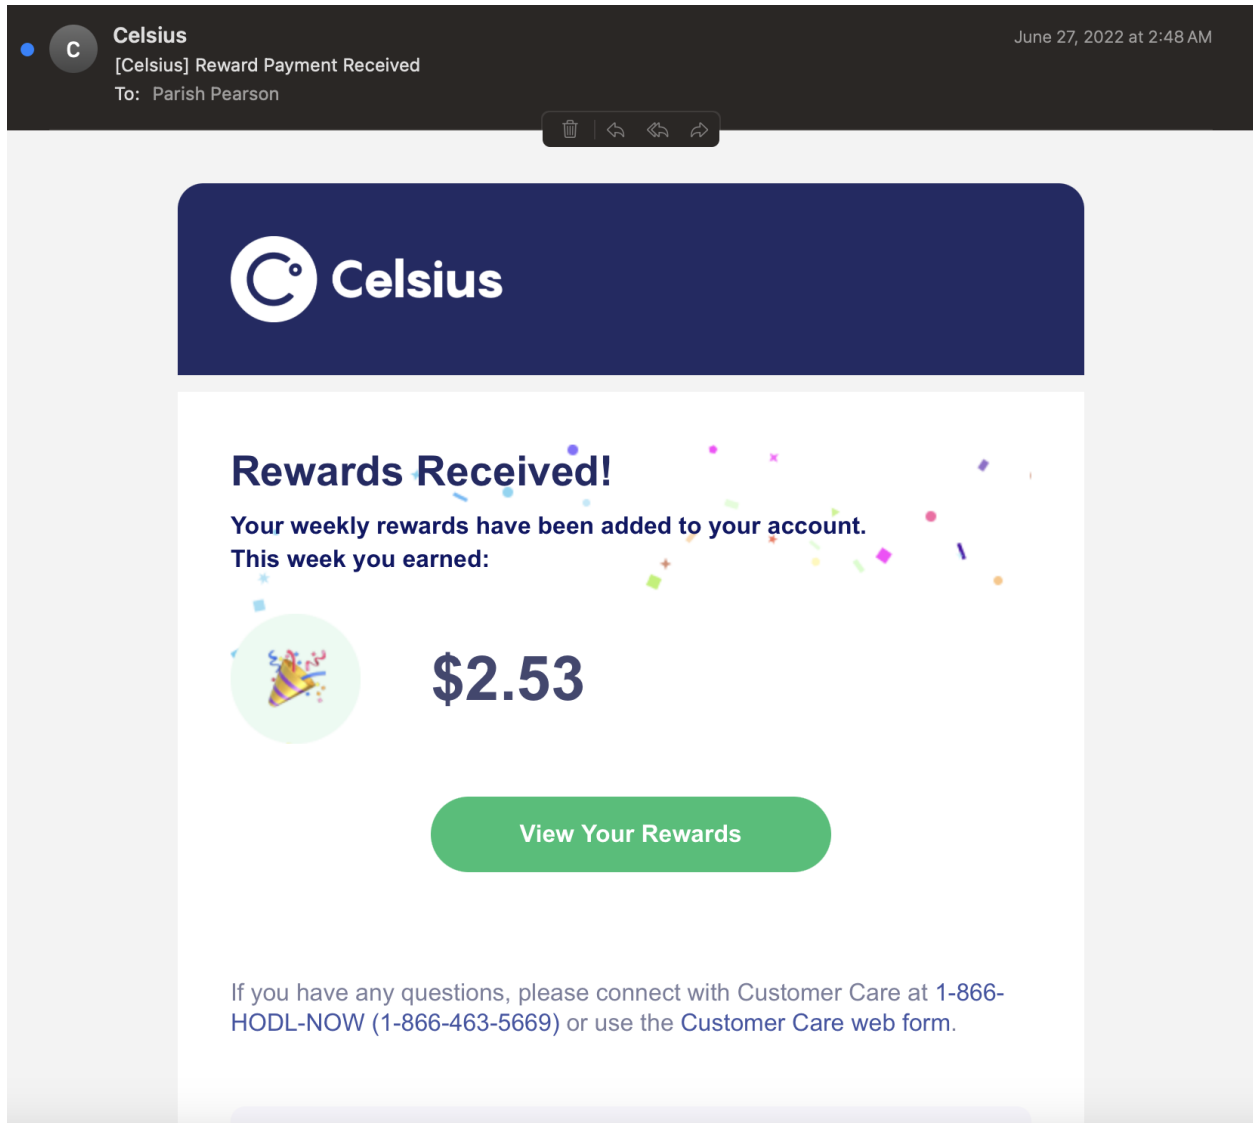 Celsius
June 27, 2022 at 2:48 AM
C
[Celsius] Reward Payment Received
To: Parish Pearson
Celsius
Rewards Received!
Your weekly rewards have been added to your account.
This week you earned:
$2.53
View Your Rewards
If you have any questions, please connect with Customer Care at 1-866-
HODL-NOW (1-866-463-5669) or use the Customer Care web form.